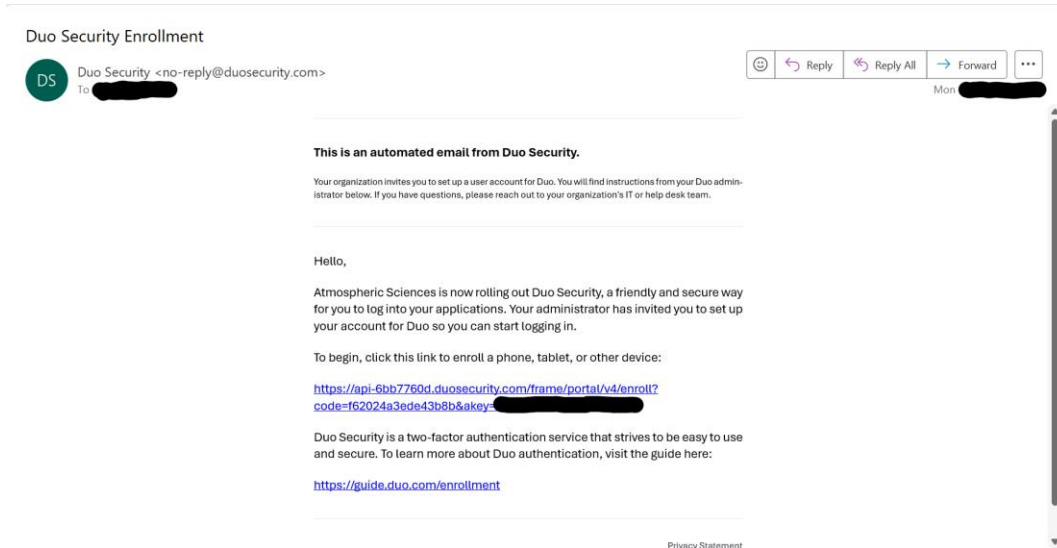 Duo Security Enrollment
DS
Duo Security <no-reply@duosecurity.com>
To
Reply
Reply All
Forward
Mon
This is an automated email from Duo Security.
Your organization invites you to set up a user account for Duo. You will find instructions from your Duo admin-
istrator below. If you have questions, please reach out to your organization's IT or help desk team.
Hello,
Atmospheric Sciences is now rolling out Duo Security, a friendly and secure way
for you to log into your applications. Your administrator has invited you to set up
your account for Duo so you can start logging in.
To begin, click this link to enroll a phone, tablet, or other device:
https://api-6bb7760d.duosecurity.com/frame/portal/v4/enroll?
code=f62024a3ede43b8b&akey=
Duo Security is a two-factor authentication service that strives to be easy to use
and secure. To learn more about Duo authentication, visit the guide here:
https://guide.duo.com/enrollment
Privacy Statement